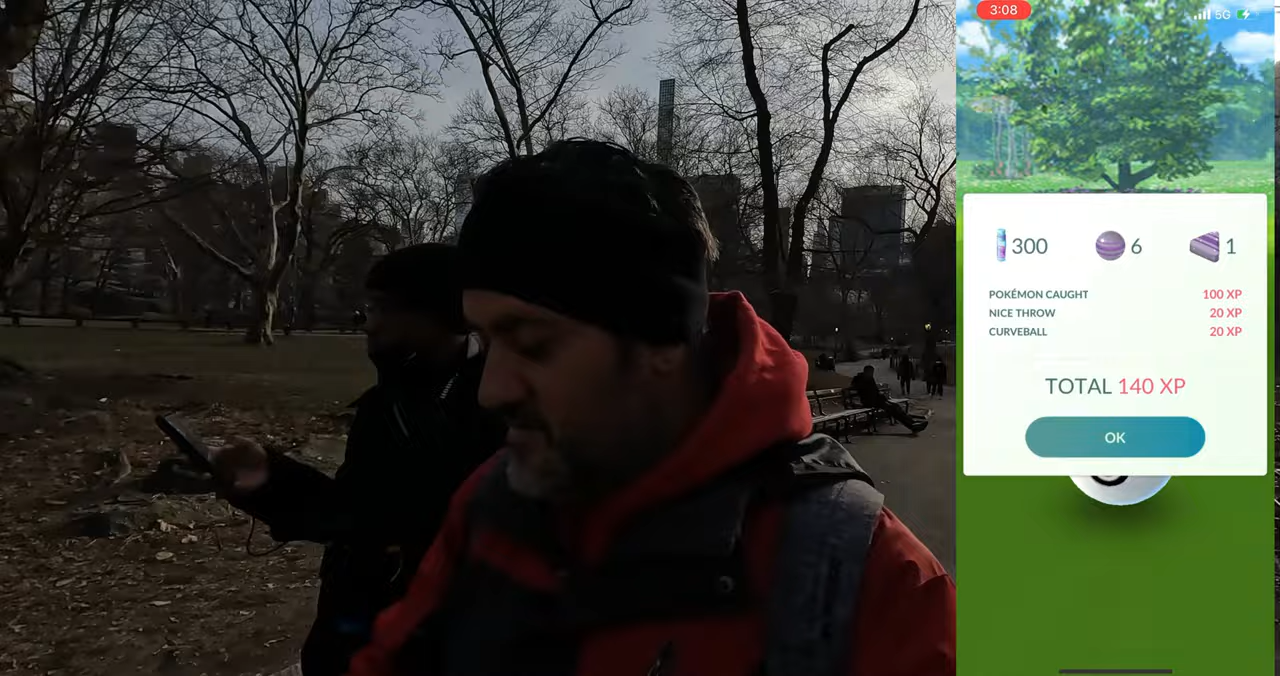 3:08
5G
300
6
1
POKÉMON CAUGHT 100 XP
NICE THROW 20 XP
CURVEBALL 20 XP
TOTAL 140 XP
OK